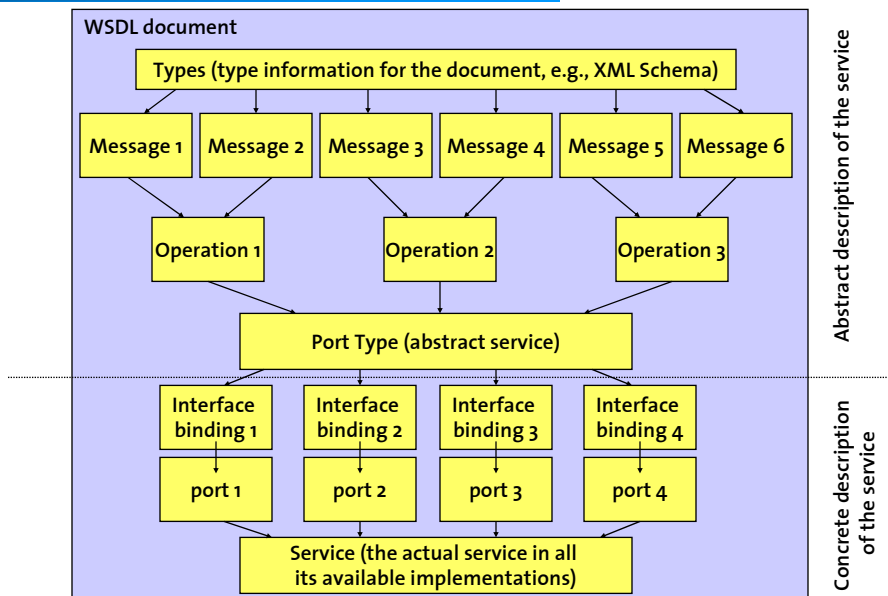 WSDL document
Types (type information for the document, e.g., XML Schema)
Message 1
Message 2
Message 3
Message 4
Message 5
Message 6
Operation 1
Operation 2
Operation 3
Port Type (abstract service)
Abstract description of the service
Interface
binding 1
Interface
binding 2
Interface
binding 3
Interface
binding 4
port 1
port 2
port 3
port 4
Service (the actual service in all
its available implementations)
Concrete description
of the service